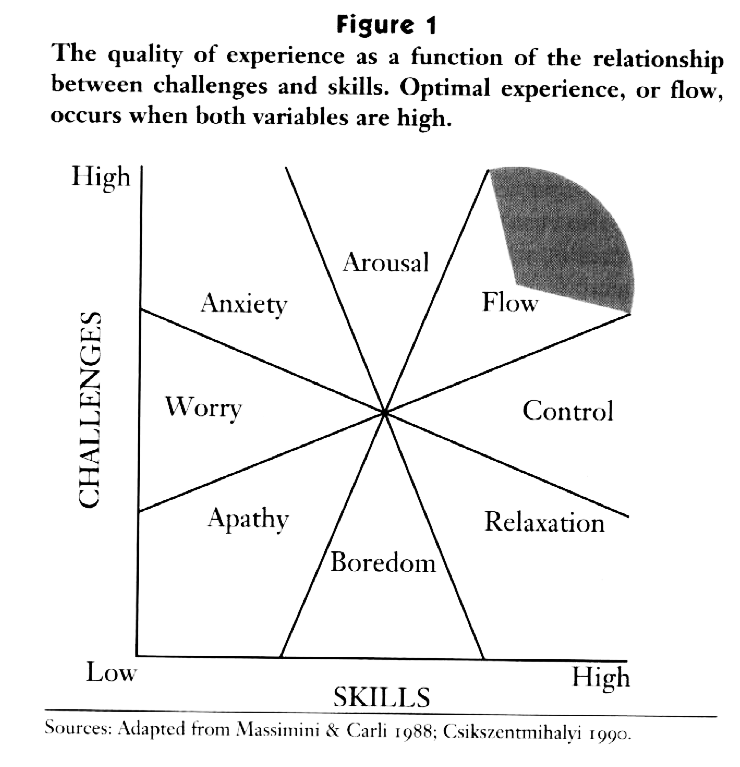 Figure 1
The quality of experience as a function of the relationship
between challenges and skills. Optimal experience, or flow,
occurs when both variables are high.
High
Arousal
Anxiety
Flow
CHALLENGES
Worry
Control
Apathy
Relaxation
Boredom
Low
High
SKILLS
Sources: Adapted from Massimini & Carli 1988; Csikszentmihalyi 1990.